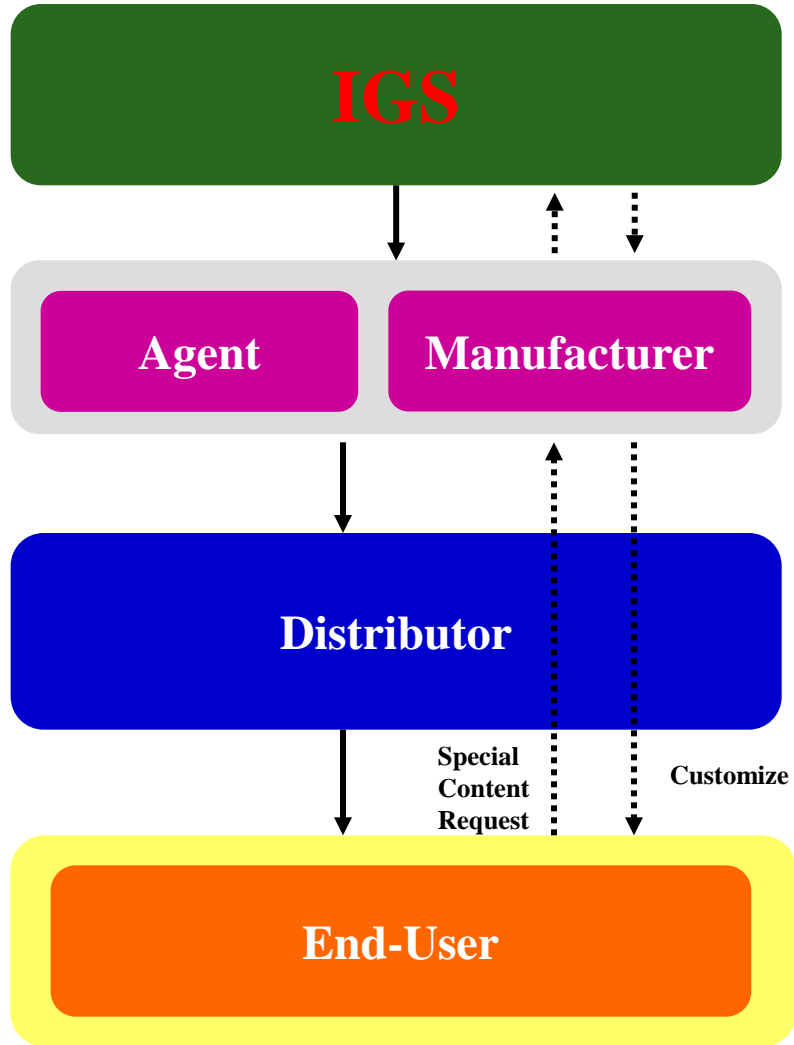 IGS
Agent
Manufacturer
Distributor
Special
Content
Request
Customize
End-User